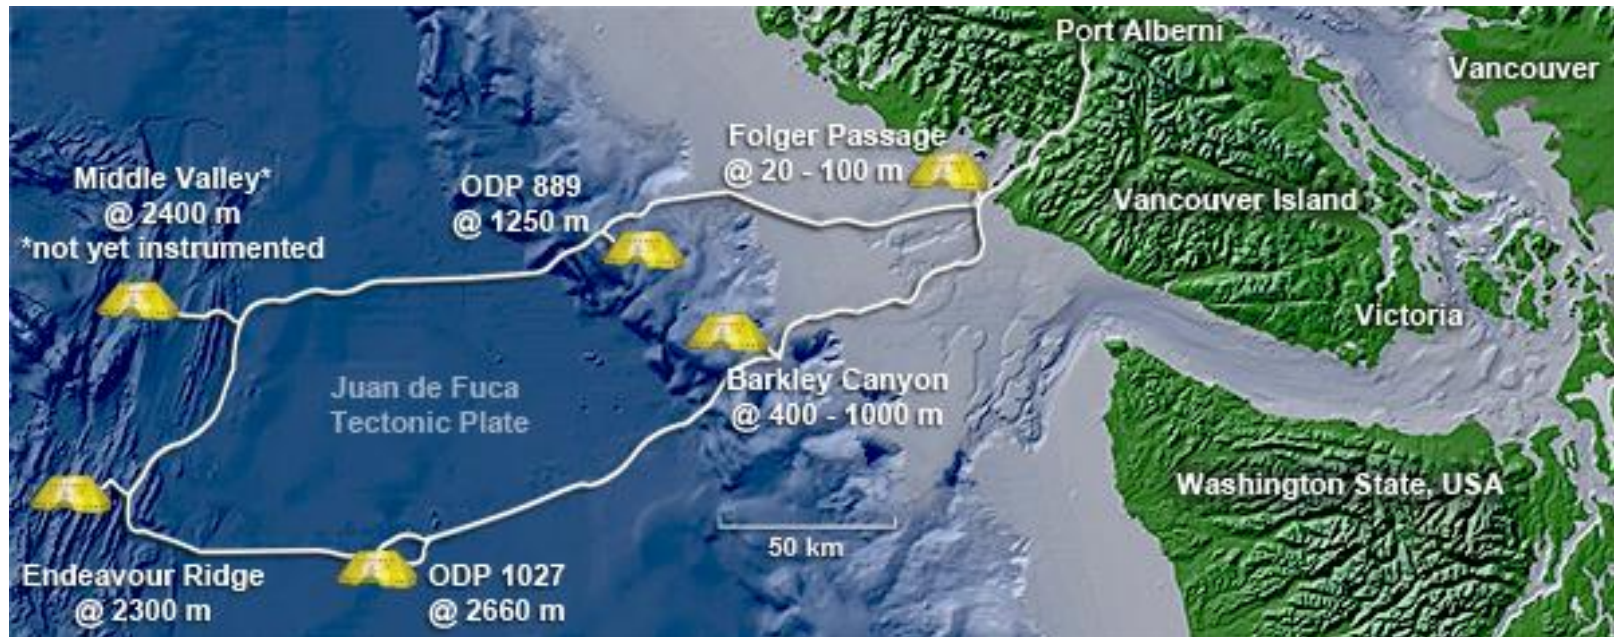 Port Alberni
Vancouver
Folger Passage
@ 20 - 100 m
Middle Valley*
@ 2400 m
*not yet instrumented
ODP 889
@ 1250 m
Vancouver Island
Victoria
Juan de Fuca
Tectonic Plate
Barkley Canyon
@ 400 - 1000 m
Washington State, USA
50 km
Endeavour Ridge
@ 2300 m
ODP 1027
@ 2660 m